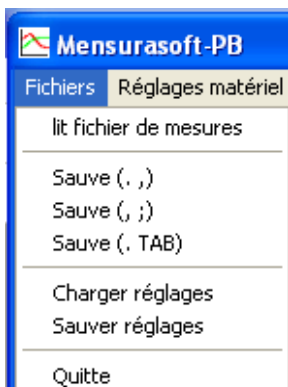 Mensurasoft-PB
Fichiers Réglages matériel
lit fichier de mesures
Sauve (. ,)
Sauve (, ;)
Sauve (. TAB)
Charger réglages
Sauver réglages
Quitte